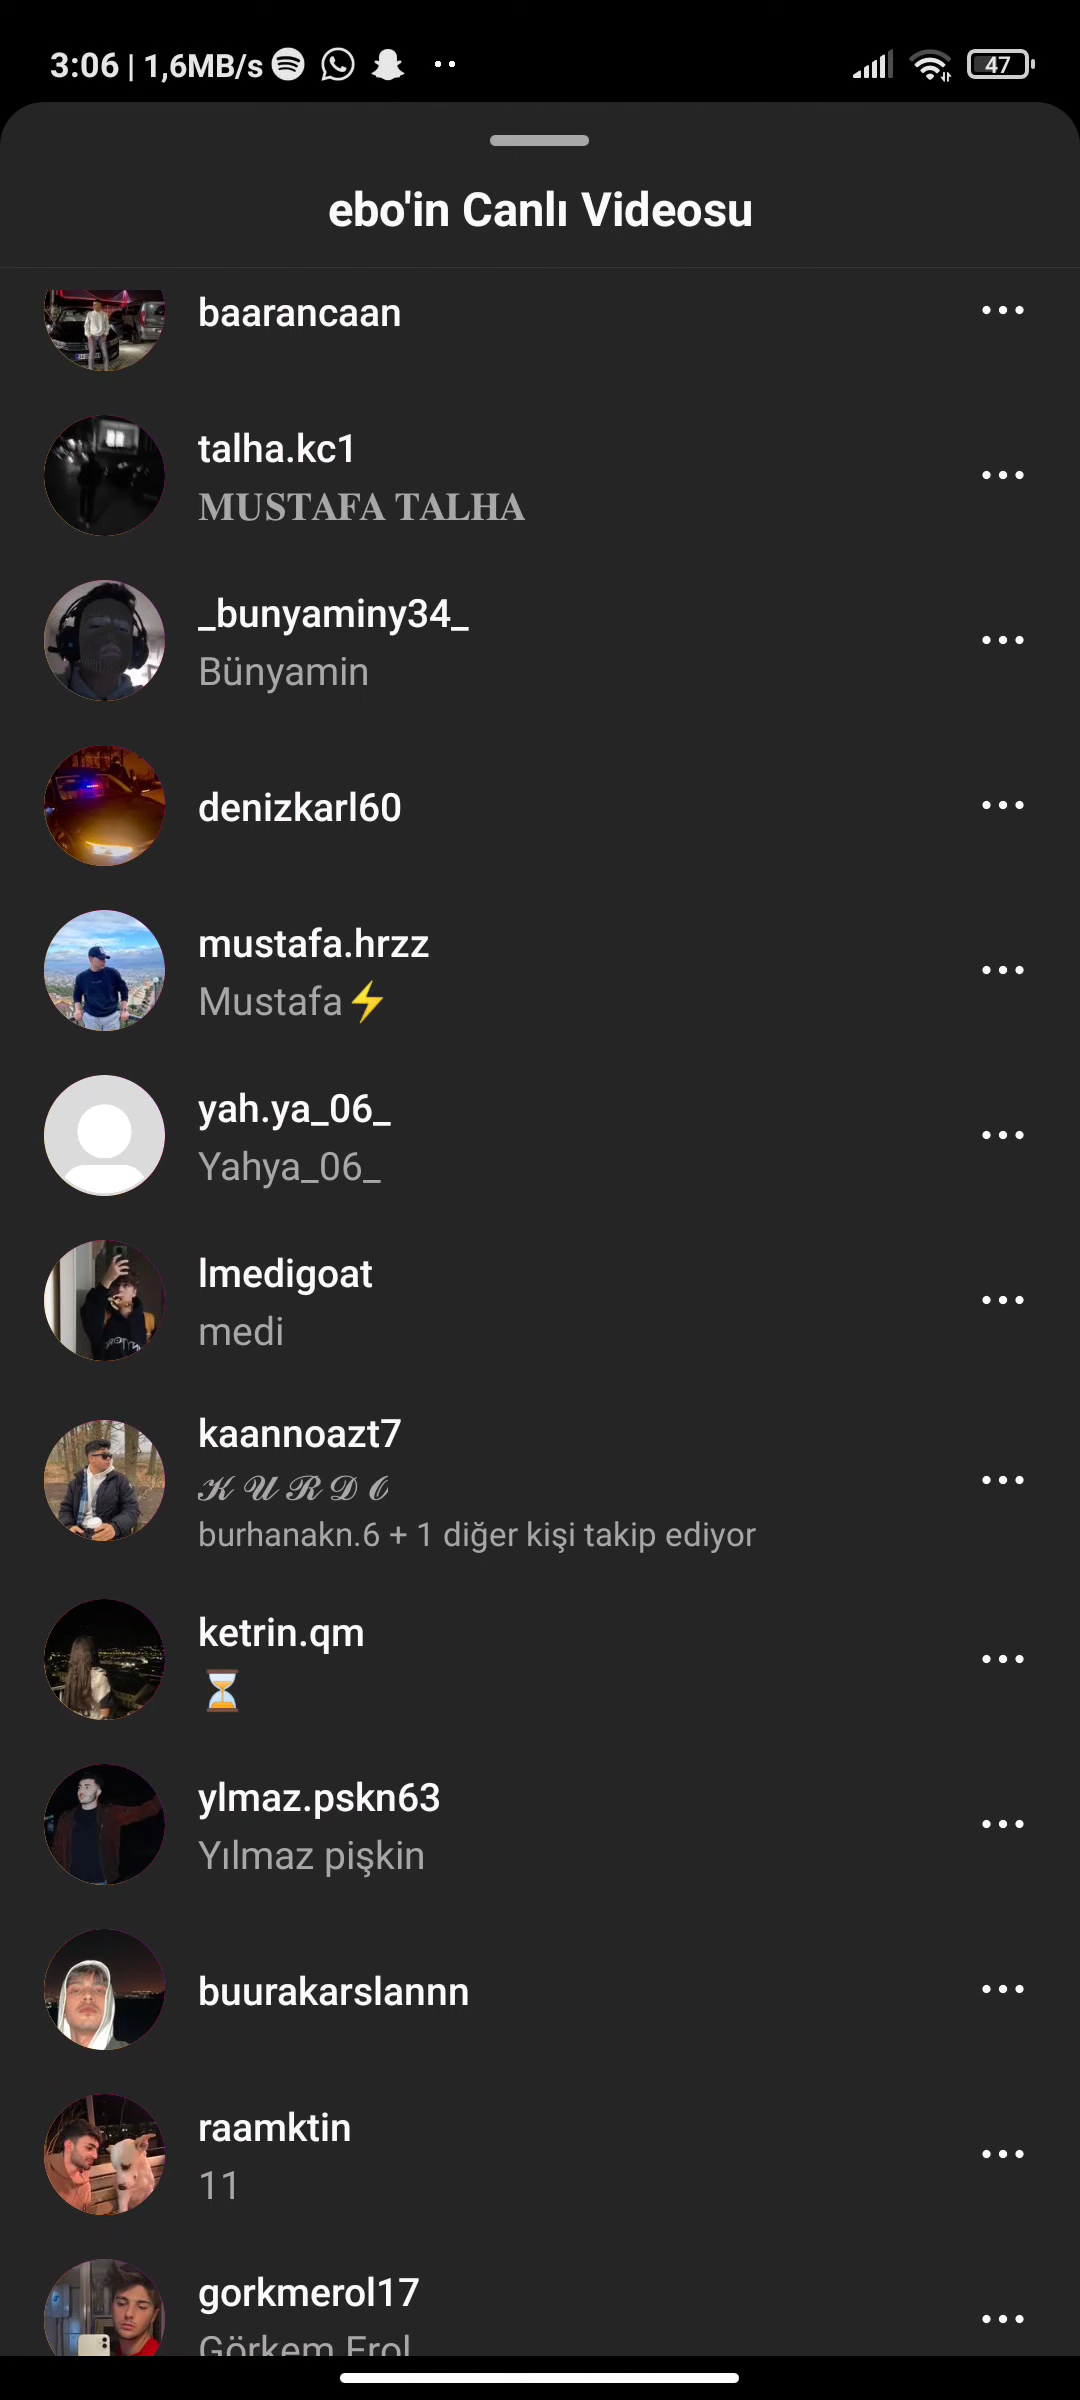 3:06 | 1,6MB/s
47
ebo'in Canlı Videosu
baarancaan
talha.kc1
MUSTAFA TALHA
_bunyaminy34_
Bünyamin
denizkarl60
mustafa.hrzz
Mustafa⚡
yah.ya_06_
Yahya_06_
lmedigoat
medi
kaannoazt7
𝒦 𝒰 ℛ 𝒟 𝒪
burhanakn.6 + 1 diğer kişi takip ediyor
ketrin.qm
⏳
ylmaz.pskn63
Yılmaz pişkin
buurakarslannn
raamktin
11
gorkmerol17
Görkem Erol